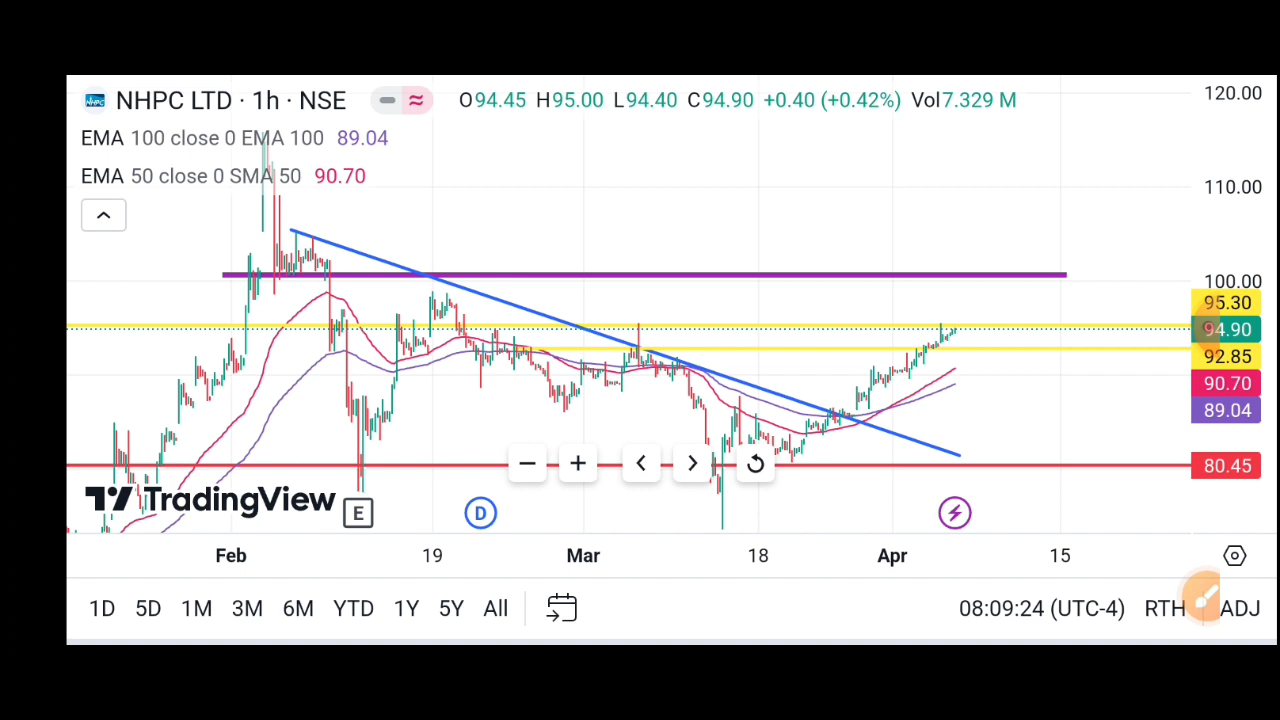 NHPC LTD · 1h · NSE O94.45 H95.00 L94.40 C94.90 +0.40 (+0.42%) Vol7.329 M
EMA 100 close 0 EMA 100 89.04
EMA 50 close 0 SMA 50 90.70
120.00
110.00
100.00
95.30
94.90
92.85
90.70
89.04
80.45
TradingView
E
D
Feb 19 Mar 18 Apr 15
1D 5D 1M 3M 6M YTD 1Y 5Y All 08:09:24 (UTC-4) RTH ADJ